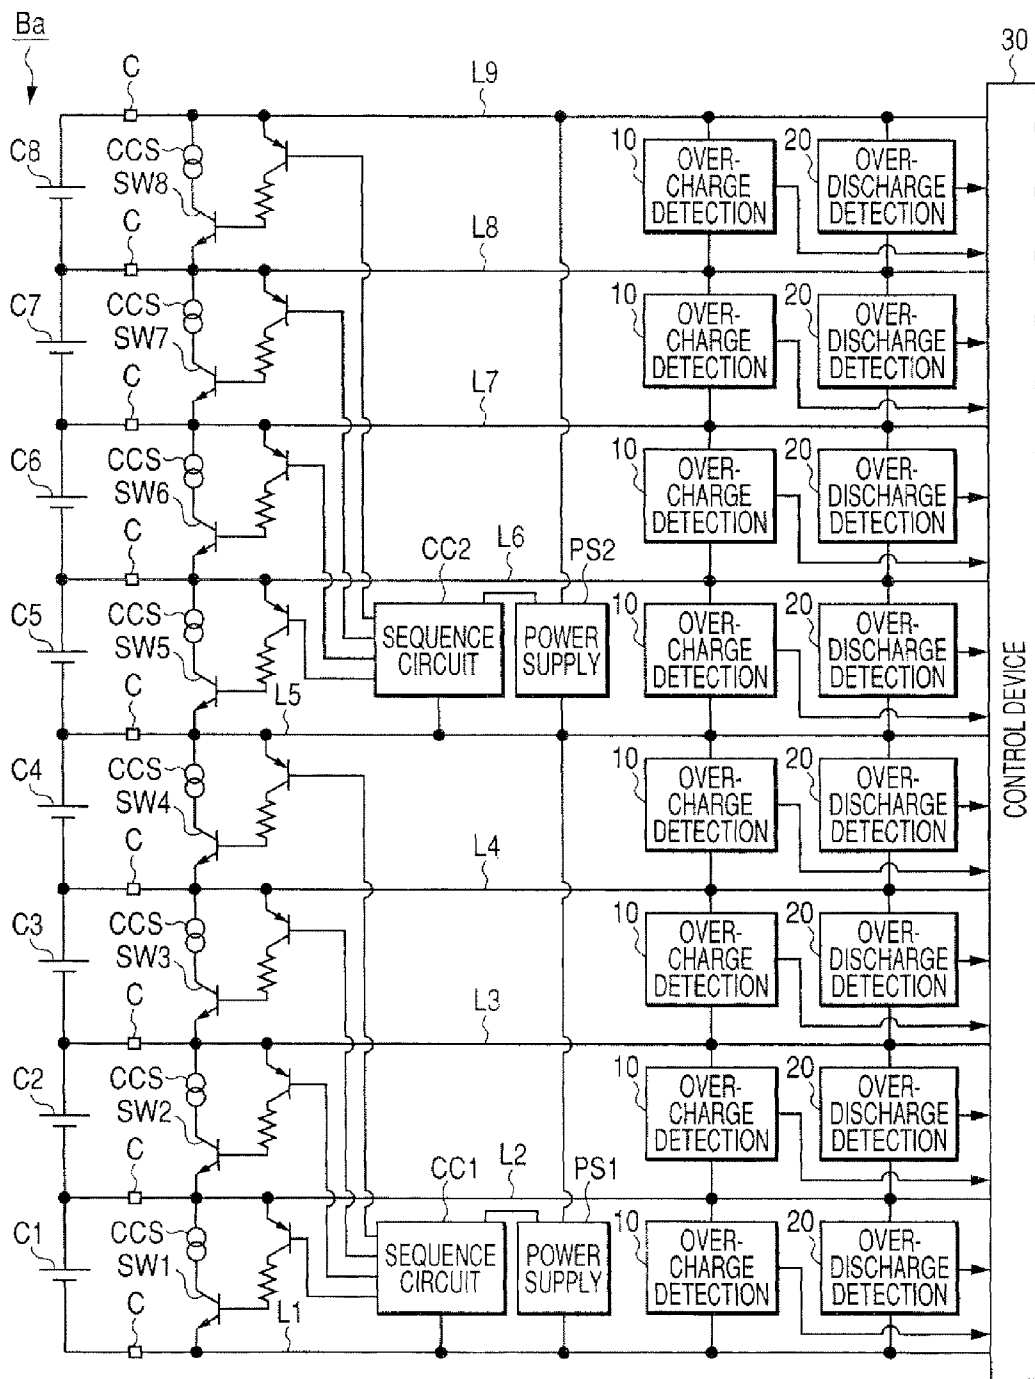 Ba
30
C
L9
C8
CCS
SW8
10
OVER-
CHARGE
DETECTION
20
OVER-
DISCHARGE
DETECTION
C
L8
C7
CCS
SW7
10
OVER-
CHARGE
DETECTION
20
OVER-
DISCHARGE
DETECTION
C
L7
C6
CCS
SW6
10
OVER-
CHARGE
DETECTION
20
OVER-
DISCHARGE
DETECTION
C
CC2
L6
PS2
C5
CCS
SW5
SEQUENCE
CIRCUIT
POWER
SUPPLY
10
OVER-
CHARGE
DETECTION
20
OVER-
DISCHARGE
DETECTION
C
L5
C4
CCS
SW4
10
OVER-
CHARGE
DETECTION
20
OVER-
DISCHARGE
DETECTION
CONTROL DEVICE
C
L4
C3
CCS
SW3
10
OVER-
CHARGE
DETECTION
20
OVER-
DISCHARGE
DETECTION
C
L3
C2
CCS
SW2
10
OVER-
CHARGE
DETECTION
20
OVER-
DISCHARGE
DETECTION
C
CC1
L2
PS1
C1
CCS
SW1
SEQUENCE
CIRCUIT
POWER
SUPPLY
10
OVER-
CHARGE
DETECTION
20
OVER-
DISCHARGE
DETECTION
C
L1